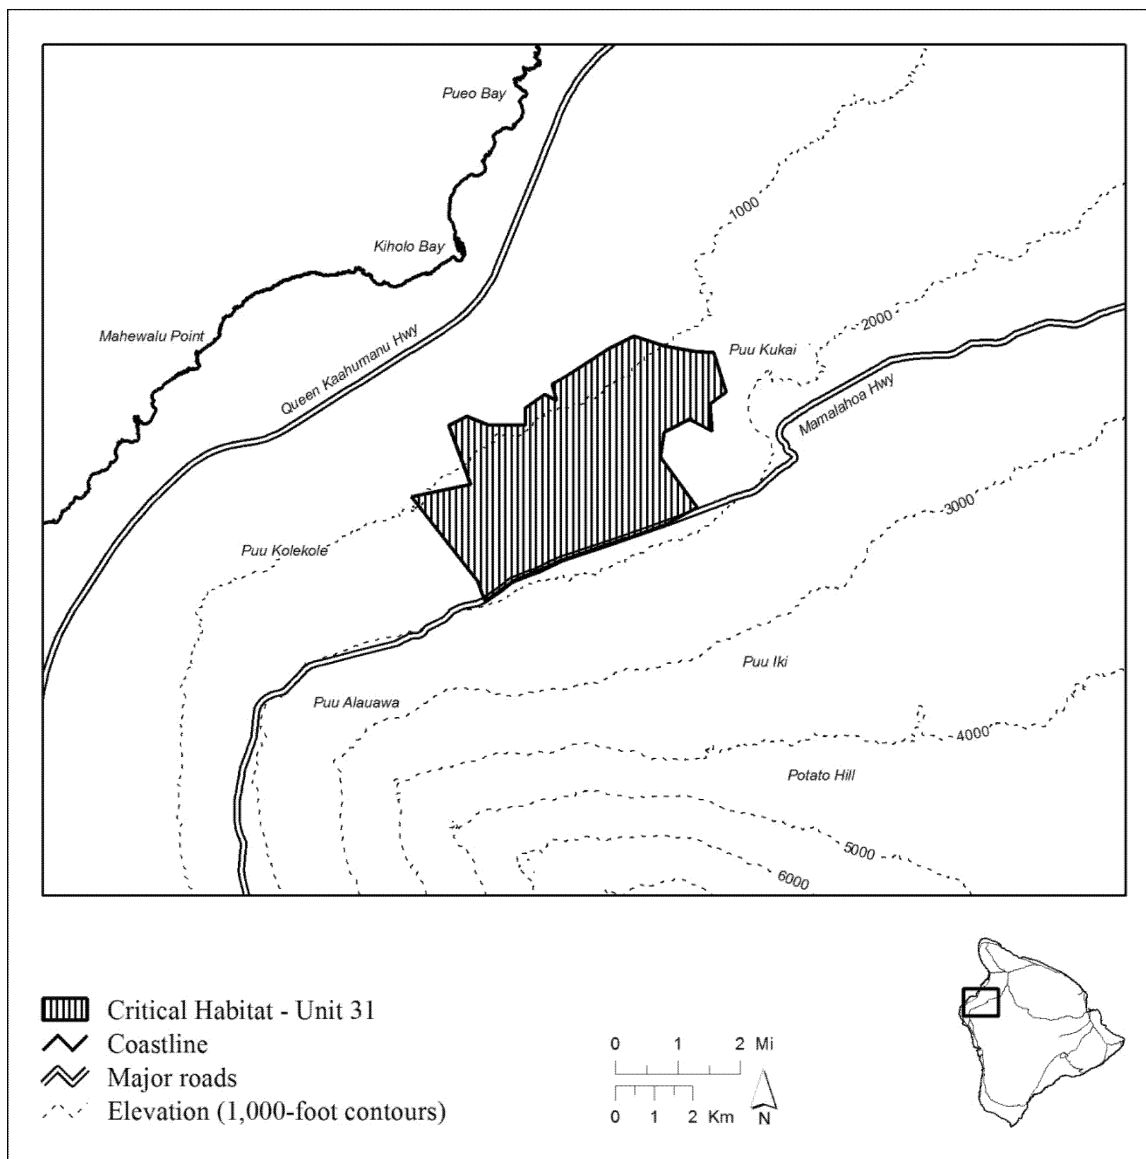 Pueo Bay
1000
Kiholo Bay
2000
Mahewalu Point
Puu Kukai
Queen Kaahumanu Hwy
Mamalahoa Hwy
3000
Puu Kolekole
Puu Iki
Puu Alauawa
4000
Potato Hill
5000
6000
Critical Habitat - Unit 31
Coastline
Major roads
Elevation (1,000-foot contours)
0 1 2 Mi
0 1 2 Km
N